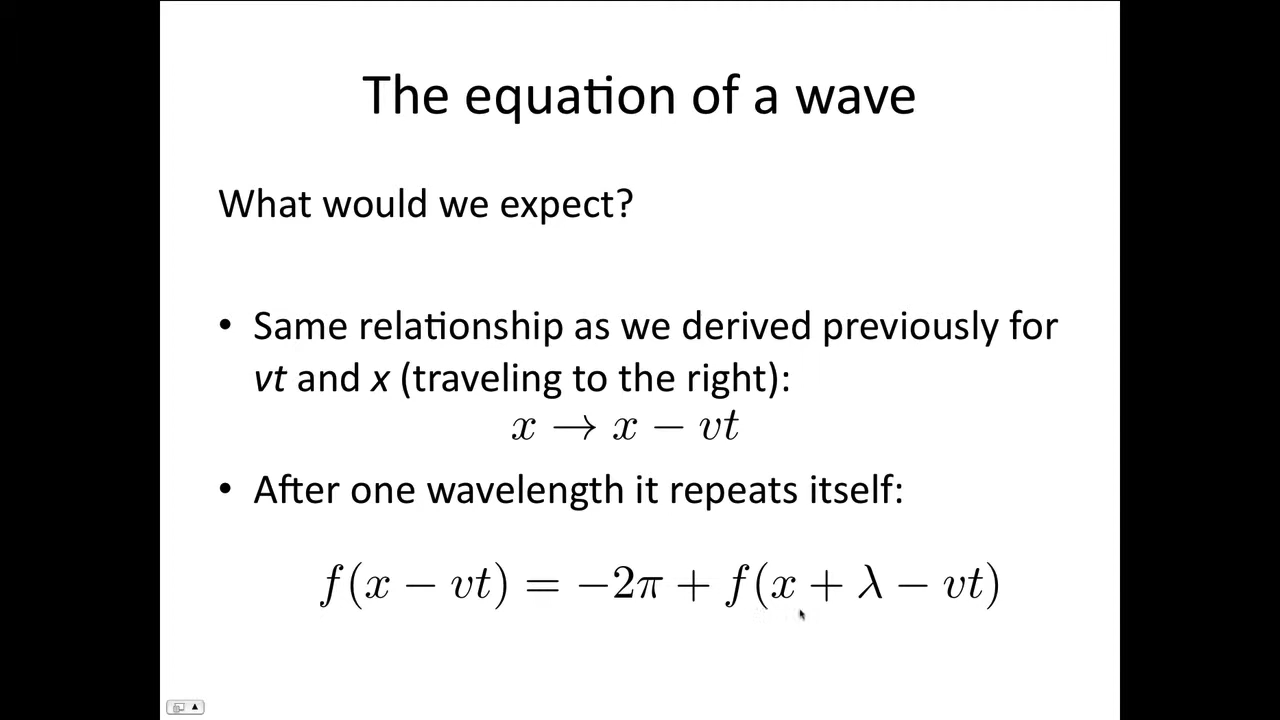 The equation of a wave
What would we expect?
• Same relationship as we derived previously for
vt and x (traveling to the right):
x → x − vt
• After one wavelength it repeats itself:
f(x − vt) = −2π + f(x + λ − vt)